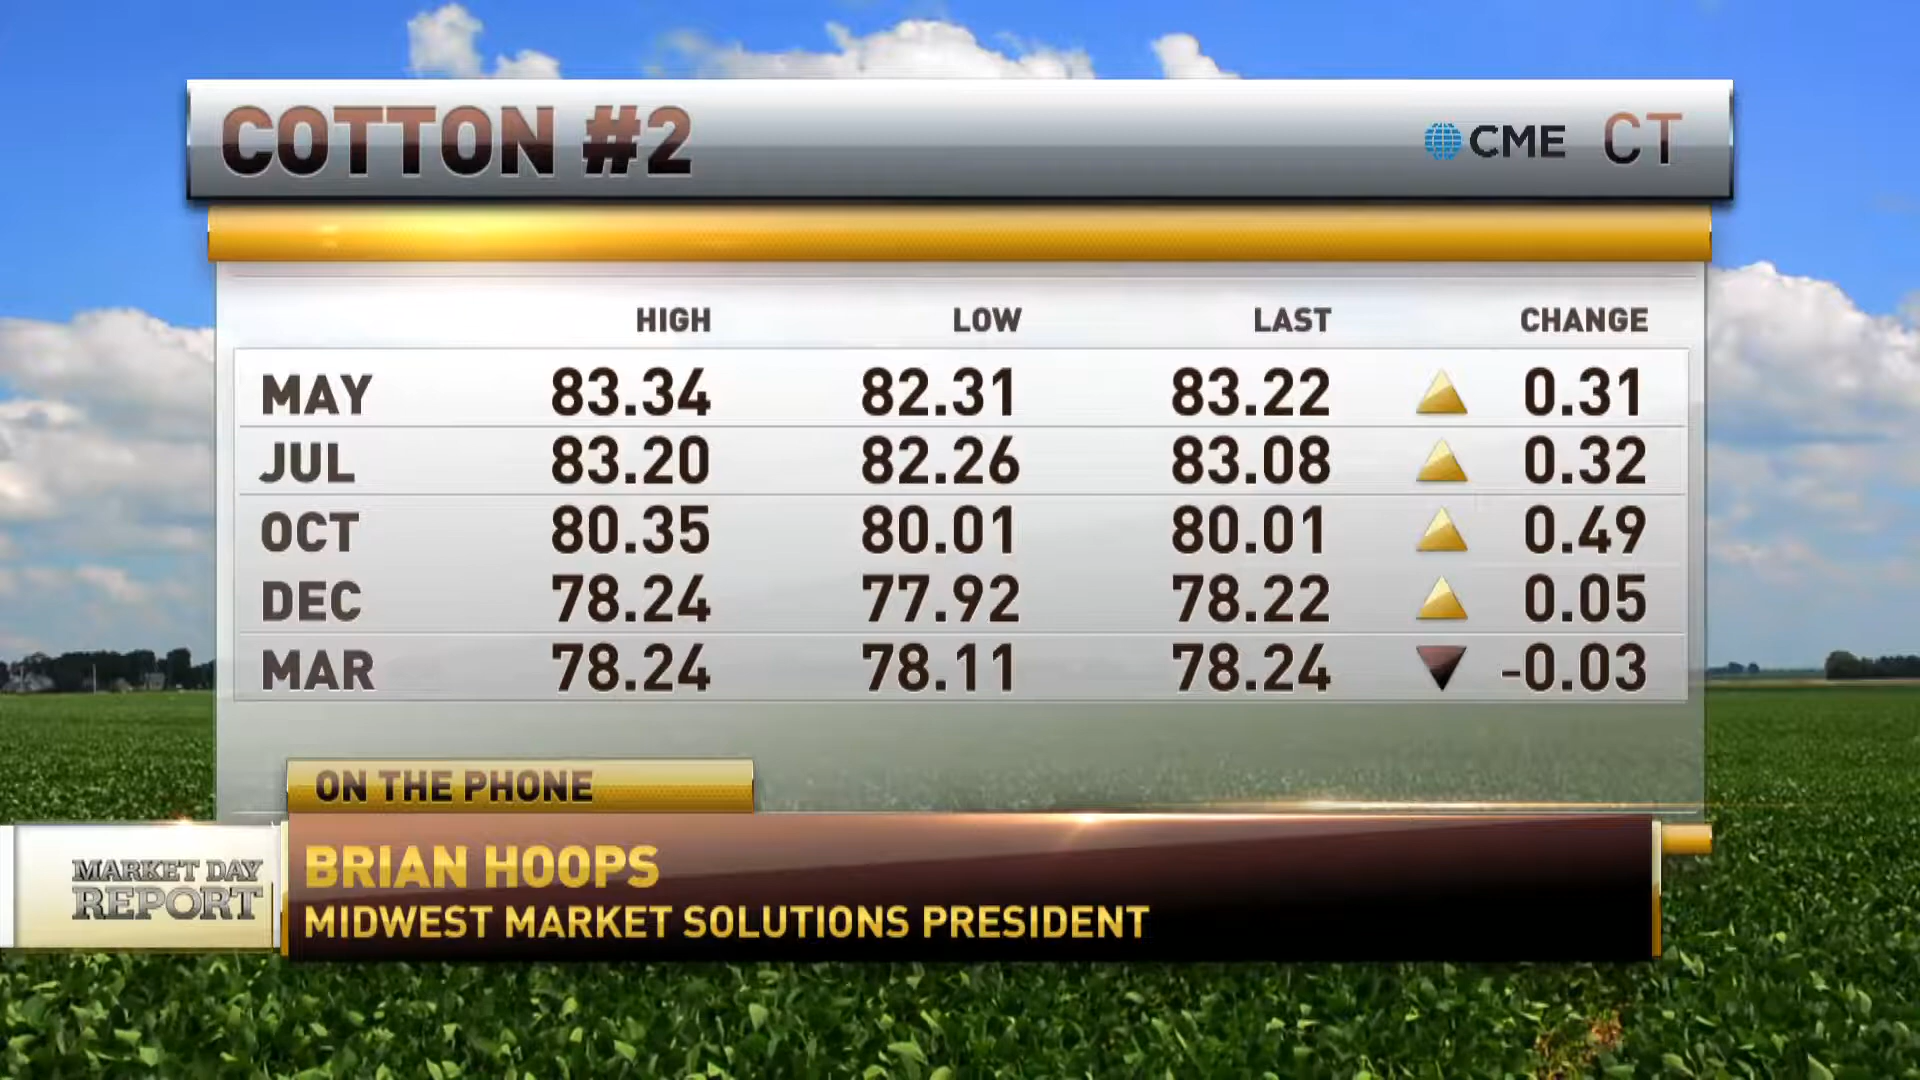 COTTON #2 CME CT
HIGH LOW LAST CHANGE
MAY 83.34 82.31 83.22 0.31
JUL 83.20 82.26 83.08 0.32
OCT 80.35 80.01 80.01 0.49
DEC 78.24 77.92 78.22 0.05
MAR 78.24 78.11 78.24 -0.03
ON THE PHONE
MARKET DAY
REPORT
BRIAN HOOPS
MIDWEST MARKET SOLUTIONS PRESIDENT